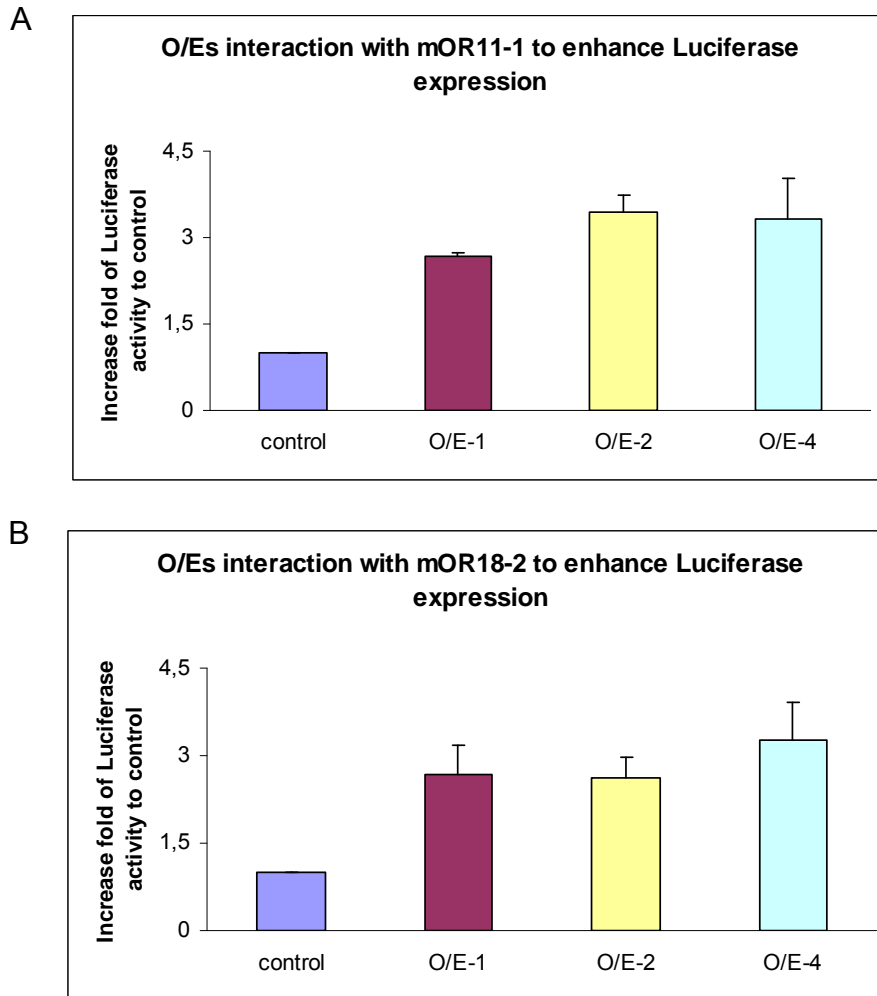 A
O/Es interaction with mOR11-1 to enhance Luciferase
expression
Increase fold of Luciferase
activity to control
4,5
3
1,5
0
control O/E-1 O/E-2 O/E-4
B
O/Es interaction with mOR18-2 to enhance Luciferase
expression
Increase fold of Luciferase
activity to control
4,5
3
1,5
0
control O/E-1 O/E-2 O/E-4